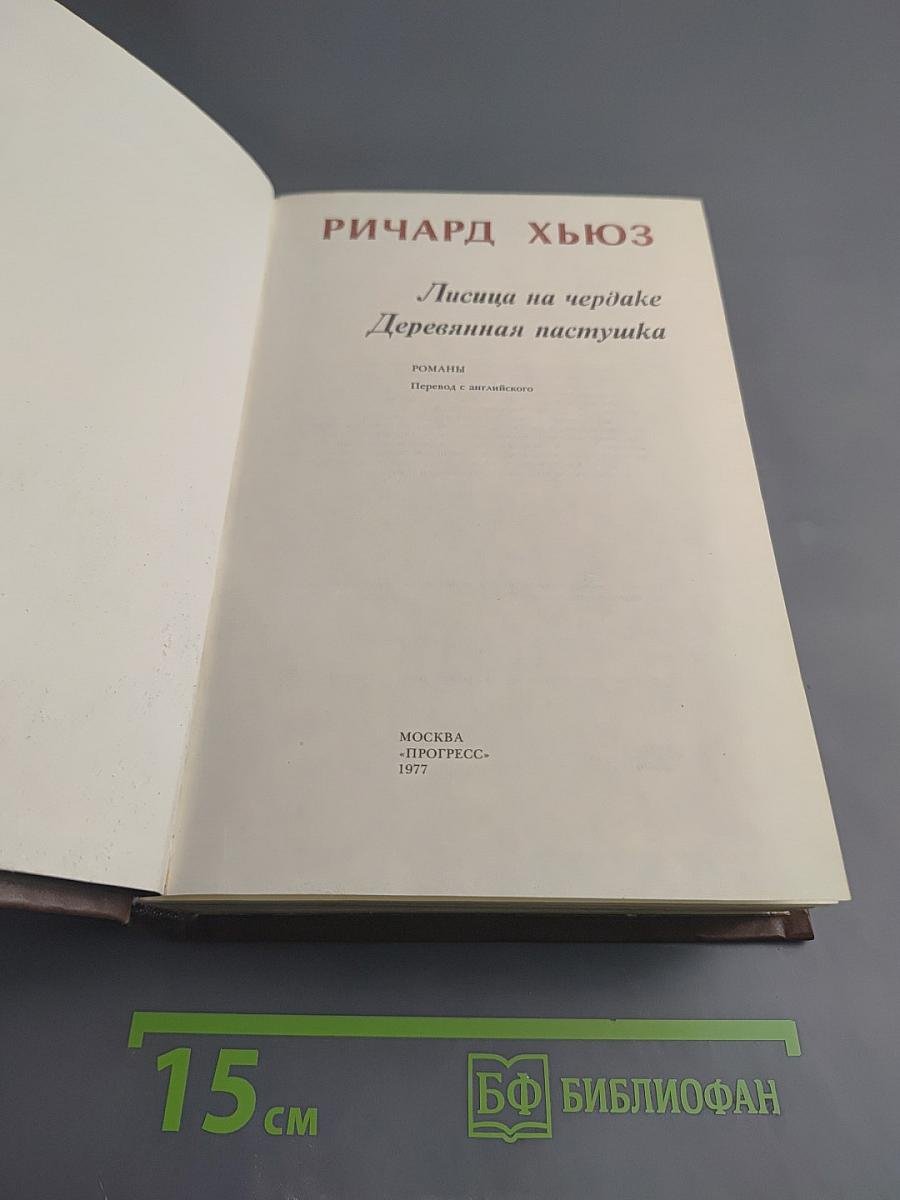 РИЧАРД ХЬЮЗ
Лисица на чердаке
Деревянная пастушка
РОМАНЫ
Перевод с английского
МОСКВА
«ПРОГРЕСС»
1977
15 см
БФ БИБЛИОФАН